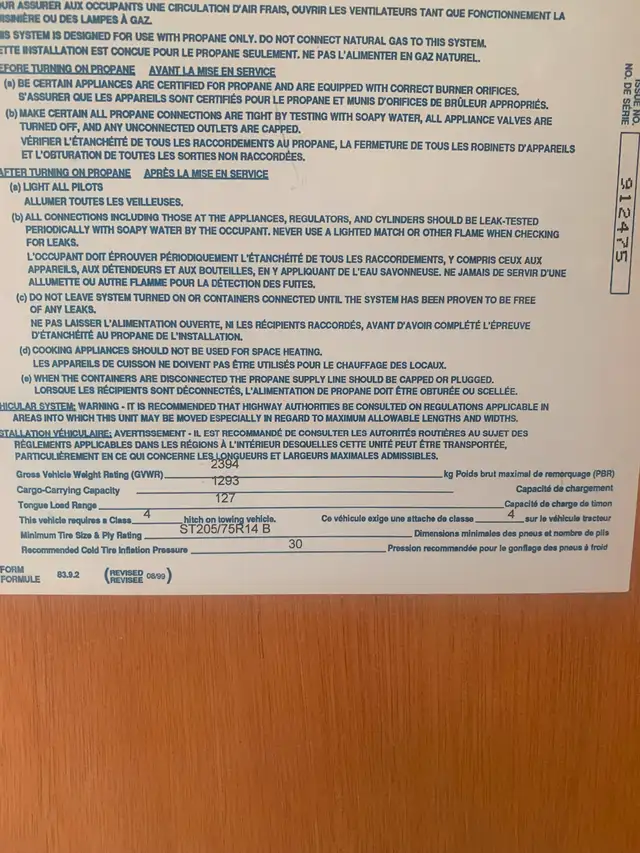 UR ASSURER AUX OCCUPANTS UNE CIRCULATION D'AIR FRAIS, OUVRIR LES VENTILATEURS TANT QUE FONCTIONNEMENT LA
ISINIÈRE OU DES LAMPES À GAZ.
IS SYSTEM IS DESIGNED FOR USE WITH PROPANE ONLY. DO NOT CONNECT NATURAL GAS TO THIS SYSTEM.
ETTE INSTALLATION EST CONCUE POUR LE PROPANE SEULEMENT. NE PAS L'ALIMENTER EN GAZ NATUREL.
EFORE TURNING ON PROPANE AVANT LA MISE EN SERVICE
(a) BE CERTAIN APPLIANCES ARE CERTIFIED FOR PROPANE AND ARE EQUIPPED WITH CORRECT BURNER ORIFICES.
S'ASSURER QUE LES APPAREILS SONT CERTIFIÉS POUR LE PROPANE ET MUNIS D'ORIFICES DE BRÛLEUR APPROPRIÉS.
(b) MAKE CERTAIN ALL PROPANE CONNECTIONS ARE TIGHT BY TESTING WITH SOAPY WATER, ALL APPLIANCE VALVES ARE
TURNED OFF, AND ANY UNCONNECTED OUTLETS ARE CAPPED.
VÉRIFIER L'ÉTANCHÉITÉ DE TOUS LES RACCORDEMENTS AU PROPANE, LA FERMETURE DE TOUS LES ROBINETS D'APPAREILS
ET L'OBTURATION DE TOUTES LES SORTIES NON RACCORDÉES.
AFTER TURNING ON PROPANE APRÈS LA MISE EN SERVICE
(a) LIGHT ALL PILOTS
ALLUMER TOUTES LES VEILLEUSES.
(b) ALL CONNECTIONS INCLUDING THOSE AT THE APPLIANCES, REGULATORS, AND CYLINDERS SHOULD BE LEAK-TESTED
PERIODICALLY WITH SOAPY WATER BY THE OCCUPANT. NEVER USE A LIGHTED MATCH OR OTHER FLAME WHEN CHECKING
FOR LEAKS.
L'OCCUPANT DOIT ÉPROUVER PÉRIODIQUEMENT L'ÉTANCHÉITÉ DE TOUS LES RACCORDEMENTS, Y COMPRIS CEUX AUX
APPAREILS, AUX DÉTENDEURS ET AUX BOUTEILLES, EN Y APPLICANT DE L'EAU SAVONNEUSE. NE JAMAIS DE SERVIR D'UNE
ALLUMETTE OU AUTRE FLAMME POUR LA DÉTECTION DES FUITES.
(c) DO NOT LEAVE SYSTEM TURNED ON OR CONTAINERS CONNECTED UNTIL THE SYSTEM HAS BEEN PROVEN TO BE FREE
OF ANY LEAKS.
NE PAS LAISSER L'ALIMENTATION OUVERTE, NI LES RÉCIPIENTS RACCORDÉS, AVANT D'AVOIR COMPLÉTÉ L'ÉPREUVE
D'ÉTANCHÉITÉ AU PROPANE DE L'INSTALLATION.
(d) COOKING APPLIANCES SHOULD NOT BE USED FOR SPACE HEATING.
LES APPAREILS DE CUISSON NE DOIVENT PAS ÊTRE UTILISÉS POUR LE CHAUFFAGE DES LOCAUX.
(e) WHEN THE CONTAINERS ARE DISCONNECTED THE PROPANE SUPPLY LINE SHOULD BE CAPPED OR PLUGGED.
LORSQUE LES RÉCIPIENTS SONT DÉCONNECTÉS, L'ALIMENTATION DE PROPANE DOIT ÊTRE OBTURÉE OU SCELLÉE.
HICULAR SYSTEM: WARNING - IT IS RECOMMENDED THAT HIGHWAY AUTHORITIES BE CONSULTED ON REGULATIONS APPLICABLE IN
AREAS INTO WHICH THIS UNIT MAY BE MOVED ESPECIALLY IN REGARD TO MAXIMUM ALLOWABLE LENGTHS AND WIDTHS.
STALLATION VÉHICULAIRE: AVERTISSEMENT - IL EST RECOMMANDÉ DE CONSULTER LES AUTORITÉS ROUTIÈRES AU SUJET DES
RÈGLEMENTS APPLICABLES DANS LES RÉGIONS À L'INTÉRIEUR DESQUELLES CETTE UNITÉ PEUT ÊTRE TRANSPORTÉE,
PARTICULIÈREMENT EN CE QUI CONCERNE LES LONGUEURS ET LARGEURS MAXIMALES ADMISSIBLES.
Gross Vehicle Weight Rating (GVWR) 2394 kg Poids brut maximal de remorquage (PBR)
Cargo-Carrying Capacity 1293 Capacité de chargement
Tongue Load Range 127 Capacité de charge de timon
This vehicle requires a Class 4 hitch on towing vehicle. Ce véhicule exige une attache de classe 4 sur le véhicule tracteur
Minimum Tire Size & Ply Rating ST205/75R14 B Dimensions minimales des pneus et nombre de plis
Recommended Cold Tire Inflation Pressure 30 Pression recommandée pour le gonflage des pneus à froid
FORM
FORMULE 83.9.2 (REVISED REVISÉE 08/99)
ISSUE NO.
NO. DE SÉRIE
912475